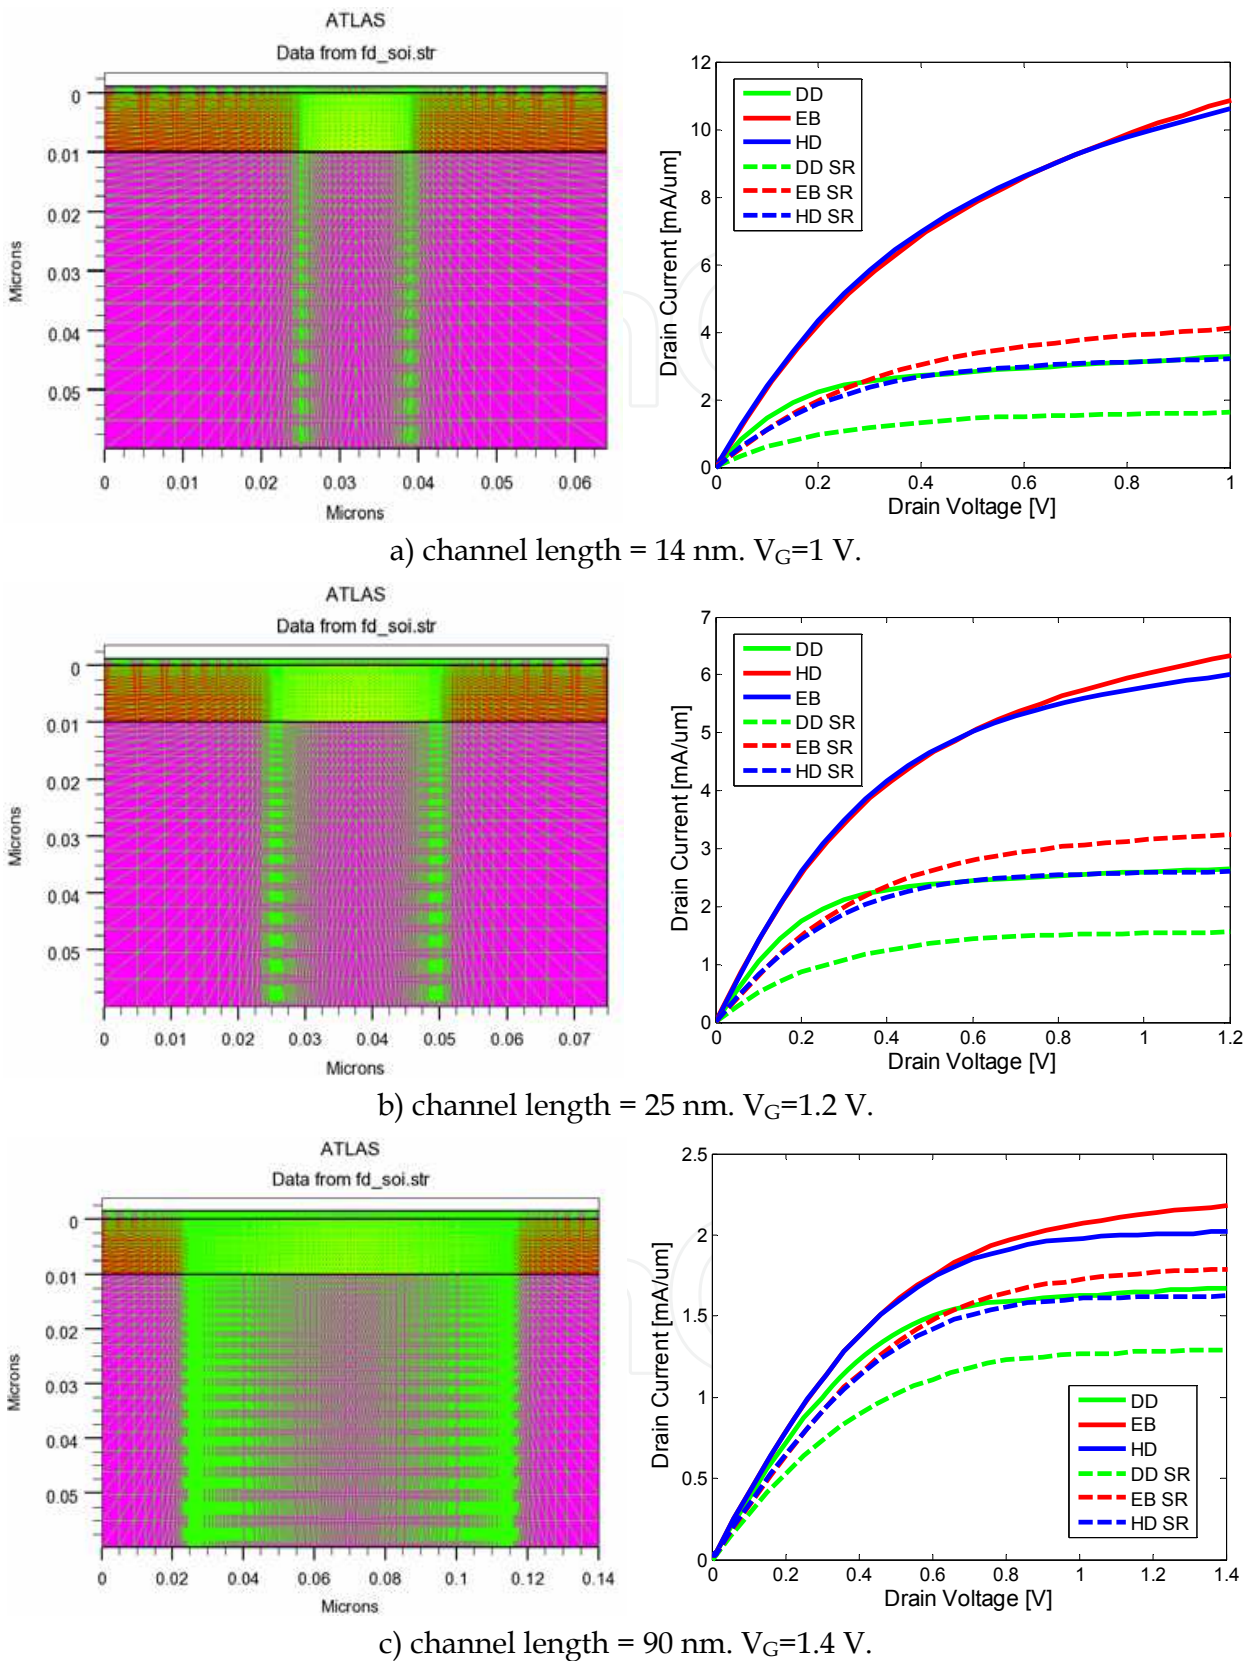 ATLAS
Data from fd_soi.str
0
0.01
0.02
0.03
0.04
0.05
Microns
0 0.01 0.02 0.03 0.04 0.05 0.06
Microns
12
10
8
6
4
2
0
Drain Current [mA/um]
DD
EB
HD
DD SR
EB SR
HD SR
0 0.2 0.4 0.6 0.8 1
Drain Voltage [V]
a) channel length = 14 nm. VG=1 V.
ATLAS
Data from fd_soi.str
0
0.01
0.02
0.03
0.04
0.05
Microns
0 0.01 0.02 0.03 0.04 0.05 0.06 0.07
Microns
7
6
5
4
3
2
1
0
Drain Current [mA/um]
DD
HD
EB
DD SR
EB SR
HD SR
0 0.2 0.4 0.6 0.8 1 1.2
Drain Voltage [V]
b) channel length = 25 nm. VG=1.2 V.
ATLAS
Data from fd_soi.str
0
0.01
0.02
0.03
0.04
0.05
Microns
0 0.02 0.04 0.06 0.08 0.1 0.12 0.14
Microns
2.5
2
1.5
1
0.5
0
Drain Current [mA/um]
DD
EB
HD
DD SR
EB SR
HD SR
0 0.2 0.4 0.6 0.8 1 1.2 1.4
Drain Voltage [V]
c) channel length = 90 nm. VG=1.4 V.